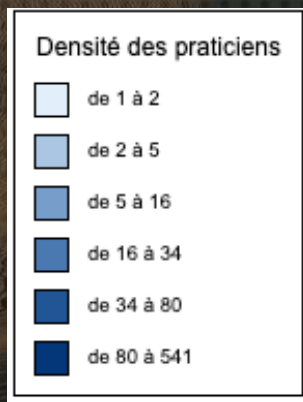 Densité des praticiens
de 1 à 2
de 2 à 5
de 5 à 16
de 16 à 34
de 34 à 80
de 80 à 541